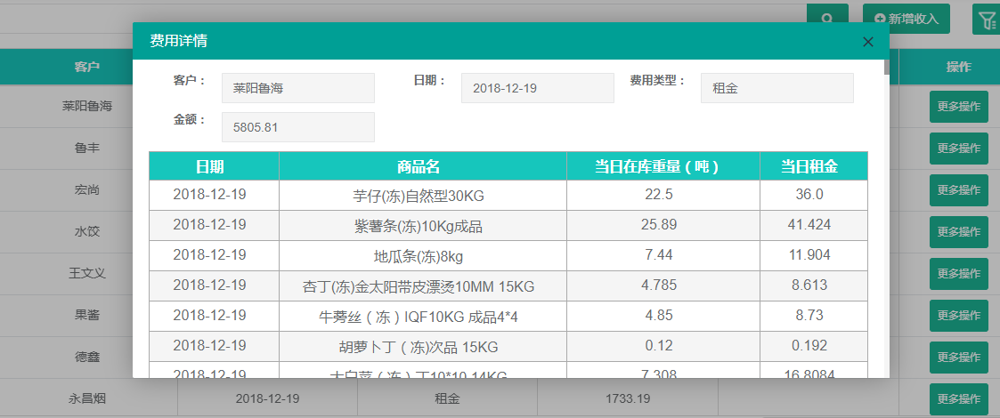 新增收入
费用详情
客户 操作
客户： 莱阳鲁海 日期： 2018-12-19 费用类型： 租金
金额： 5805.81
莱阳鲁海 更多操作
鲁丰 更多操作
宏尚 更多操作
水饺 更多操作
王文义 更多操作
果酱 更多操作
德鑫 更多操作
日期 商品名 当日在库重量（吨） 当日租金
2018-12-19 芋仔(冻)自然型30KG 22.5 36.0
2018-12-19 紫薯条(冻)10Kg成品 25.89 41.424
2018-12-19 地瓜条(冻)8kg 7.44 11.904
2018-12-19 杏丁(冻)金太阳带皮漂烫10MM 15KG 4.785 8.613
2018-12-19 牛蒡丝（冻）IQF10KG 成品4*4 4.85 8.73
2018-12-19 胡萝卜丁（冻)次品 15KG 0.12 0.192
2018-12-19 大白菜（冻）丁10*10 14KG 7.308 16.8084
永昌烟 2018-12-19 租金 1733.19 更多操作